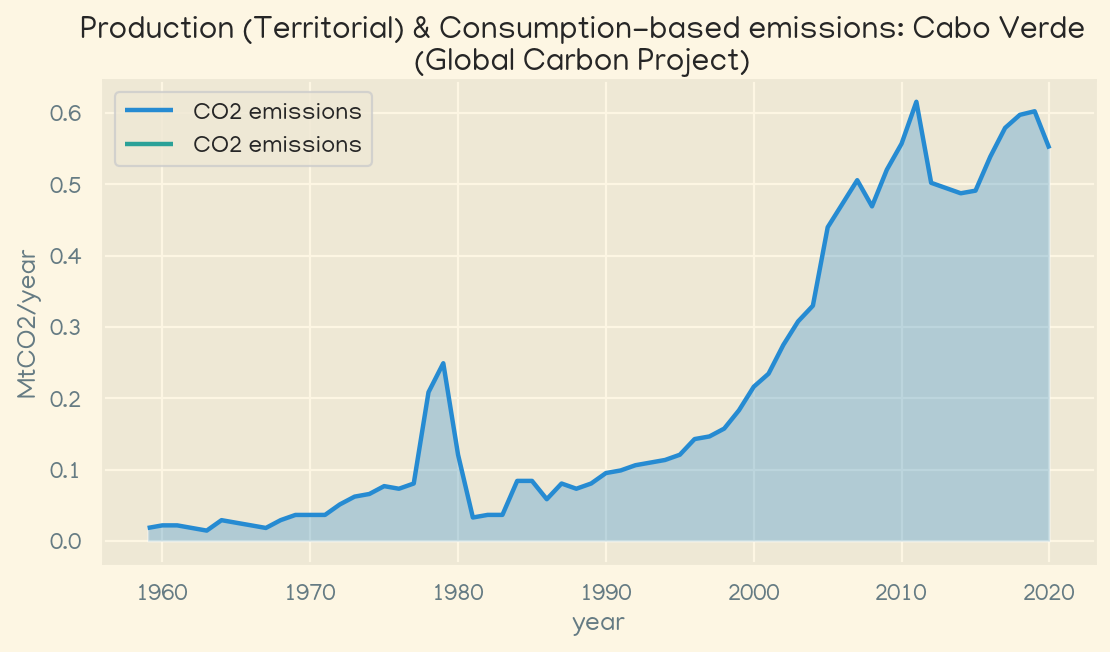 Production (Territorial) & Consumption-based emissions: Cabo Verde
(Global Carbon Project)
CO2 emissions
CO2 emissions
0.6
0.5
0.4
0.3
0.2
0.1
0.0
MtCO2/year
1960 1970 1980 1990 2000 2010 2020
year